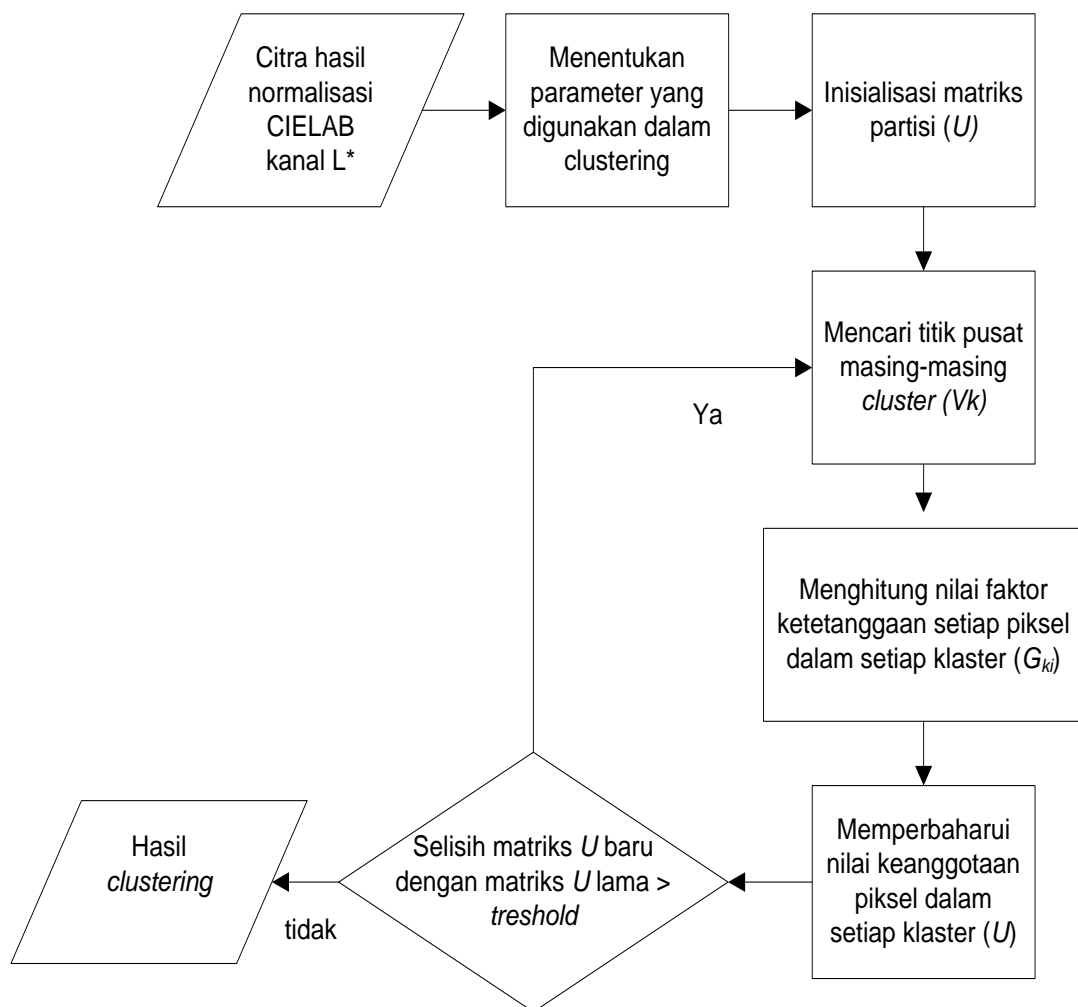 Citra hasil
normalisasi
CIELAB
kanal L*
Menentukan
parameter yang
digunakan dalam
clustering
Inisialisasi matriks
partisi (U)
Mencari titik pusat
masing-masing
cluster (Vk)
Ya
Menghitung nilai faktor
ketetanggaan setiap piksel
dalam setiap klaster (Gki)
Memperbaharui
nilai keanggotaan
piksel dalam
setiap klaster (U)
Selisih matriks U baru
dengan matriks U lama >
treshold
tidak
Hasil
clustering